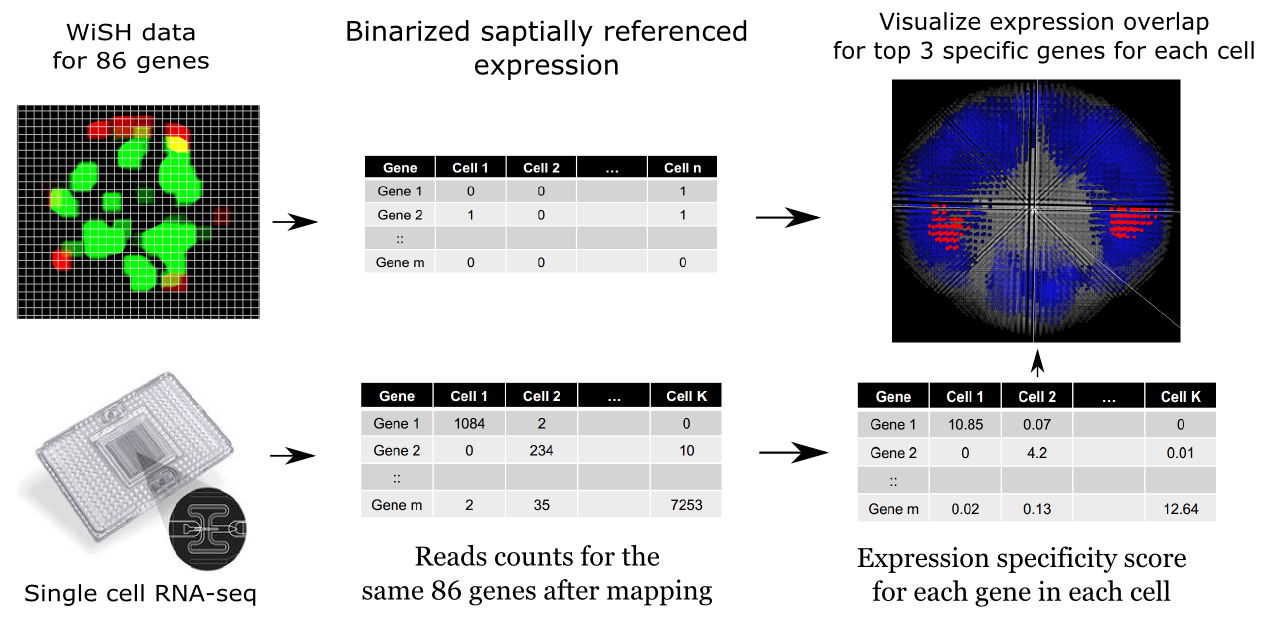 WiSH data
for 86 genes
Binarized saptially referenced
expression
Visualize expression overlap
for top 3 specific genes for each cell
Gene Cell 1 Cell 2 ... Cell n
Gene 1 0 0 1
Gene 2 1 0 1
::
Gene m 0 0 0
Gene Cell 1 Cell 2 ... Cell K
Gene 1 1084 2 0
Gene 2 0 234 10
::
Gene m 2 35 7253
Gene Cell 1 Cell 2 ... Cell K
Gene 1 10.85 0.07 0
Gene 2 0 4.2 0.01
::
Gene m 0.02 0.13 12.64
Single cell RNA-seq
Reads counts for the
same 86 genes after mapping
Expression specificity score
for each gene in each cell